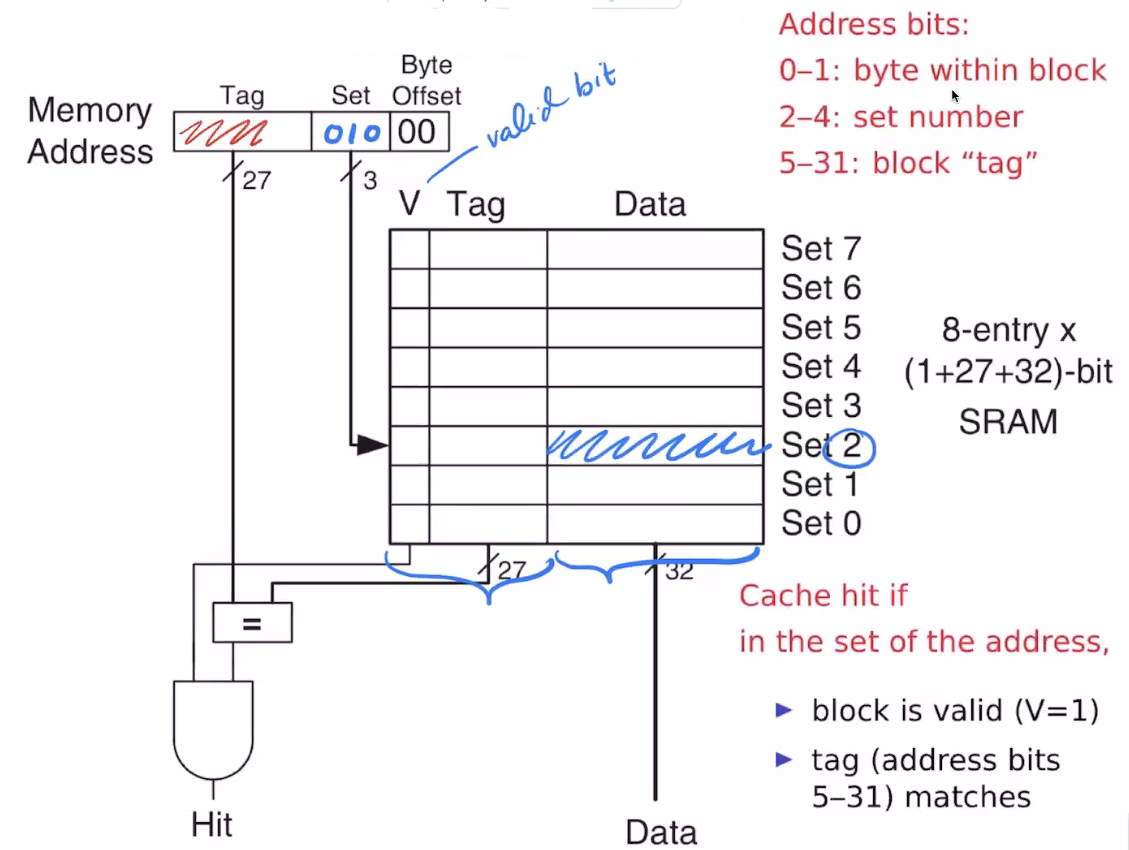 Address bits:
0–1: byte within block
2–4: set number
5–31: block “tag”
Byte
Tag Set Offset
Memory
Address
010 00
valid bit
27 3
V Tag Data
Set 7
Set 6
Set 5
Set 4
Set 3
Set 2
Set 1
Set 0
8-entry x
(1+27+32)-bit
SRAM
27 32
=
Hit
Data
Cache hit if
in the set of the address,
block is valid (V=1)
tag (address bits
5–31) matches